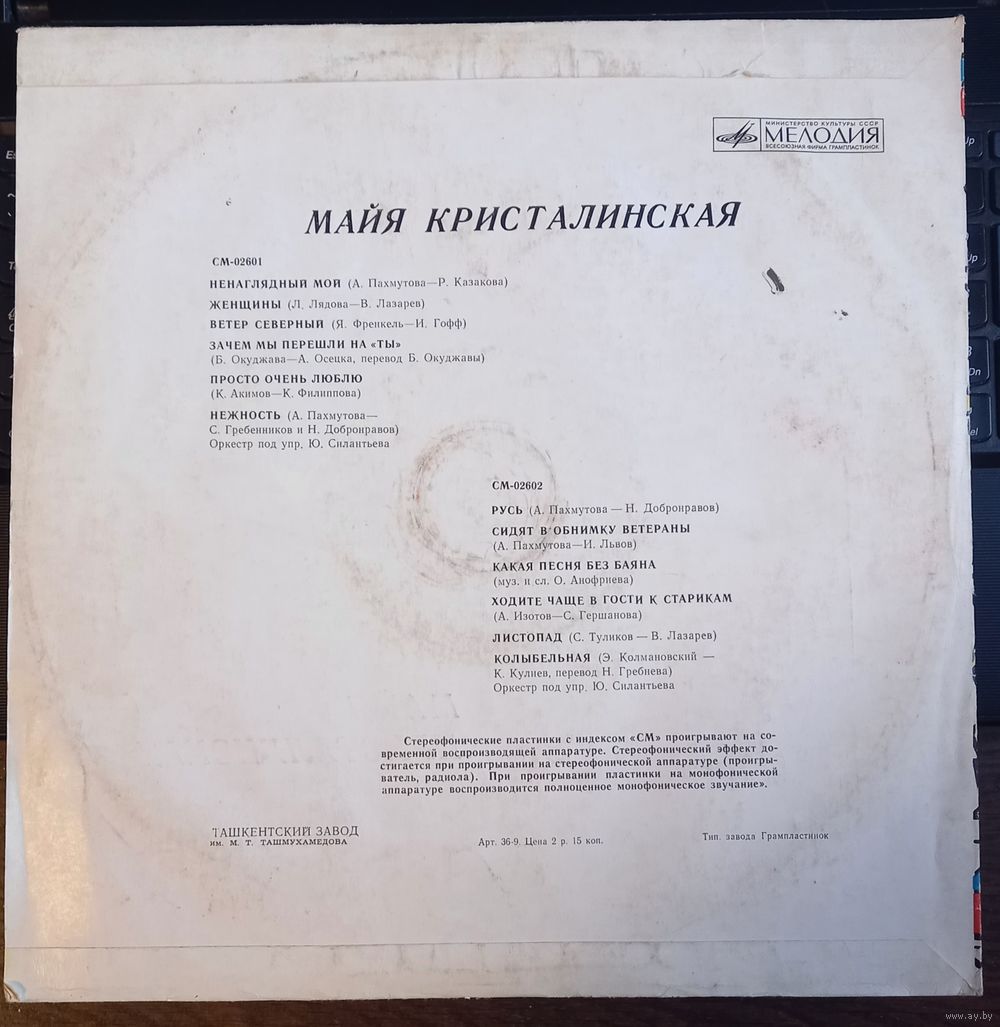 МИНИСТЕРСТВО КУЛЬТУРЫ СССР
МЕЛОДИЯ
ВСЕСОЮЗНАЯ ФИРМА ГРАМПЛАСТИНОК
МАЙЯ КРИСТАЛИНСКАЯ
СМ-02601
НЕНАГЛЯДНЫЙ МОЙ (А. Пахмутова—Р. Казакова)
ЖЕНЩИНЫ (Л. Лядова—В. Лазарев)
ВЕТЕР СЕВЕРНЫЙ (Я. Френкель—И. Гофф)
ЗАЧЕМ МЫ ПЕРЕШЛИ НА «ТЫ»
(Б. Окуджава—А. Осецка, перевод Б. Окуджавы)
ПРОСТО ОЧЕНЬ ЛЮБЛЮ
(К. Акимов—К. Филиппова)
НЕЖНОСТЬ (А. Пахмутова—
С. Гребенников и Н. Добронравов)
Оркестр под упр. Ю. Силантьева
СМ-02602
РУСЬ (А. Пахмутова — Н. Добронравов)
СИДЯТ В ОБНИМКУ ВЕТЕРАНЫ
(А. Пахмутова—И. Львов)
КАКАЯ ПЕСНЯ БЕЗ БАЯНА
(муз. и сл. О. Анофриева)
ХОДИТЕ ЧАЩЕ В ГОСТИ К СТАРИКАМ
(А. Изотов—С. Гершанова)
ЛИСТОПАД (С. Туликов — В. Лазарев)
КОЛЫБЕЛЬНАЯ (Э. Колмановский —
К. Кулиев, перевод Н. Гребнева)
Оркестр под упр. Ю. Силантьева
Стереофонические пластинки с индексом «СМ» проигрывают на со-
временной воспроизводящей аппаратуре. Стереофонический эффект до-
стигается при проигрывании на стереофонической аппаратуре (проигры-
ватель, радиола). При проигрывании пластинки на монофонической
аппаратуре воспроизводится полноценное монофоническое звучание».
ТАШКЕНТСКИЙ ЗАВОД
им. М. Т. ТАШМУХАМЕДОВА
Арт. 36-9. Цена 2 р. 15 коп.
Тип. завода Грампластинок
www.ay.by